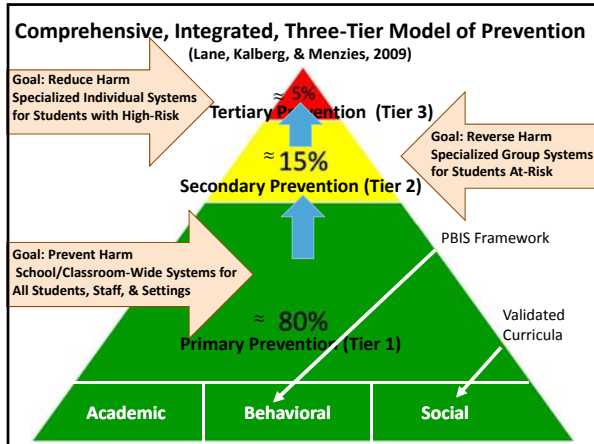 Comprehensive, Integrated, Three-Tier Model of Prevention
(Lane, Kalberg, & Menzies, 2009)
Goal: Reduce Harm
Specialized Individual Systems
for Students with High-Risk
≈ 5%
Tertiary Prevention (Tier 3)
Goal: Reverse Harm
Specialized Group Systems
for Students At-Risk
≈ 15%
Secondary Prevention (Tier 2)
PBIS Framework
Goal: Prevent Harm
School/Classroom-Wide Systems for
All Students, Staff, & Settings
≈ 80%
Primary Prevention (Tier 1)
Validated
Curricula
Academic
Behavioral
Social